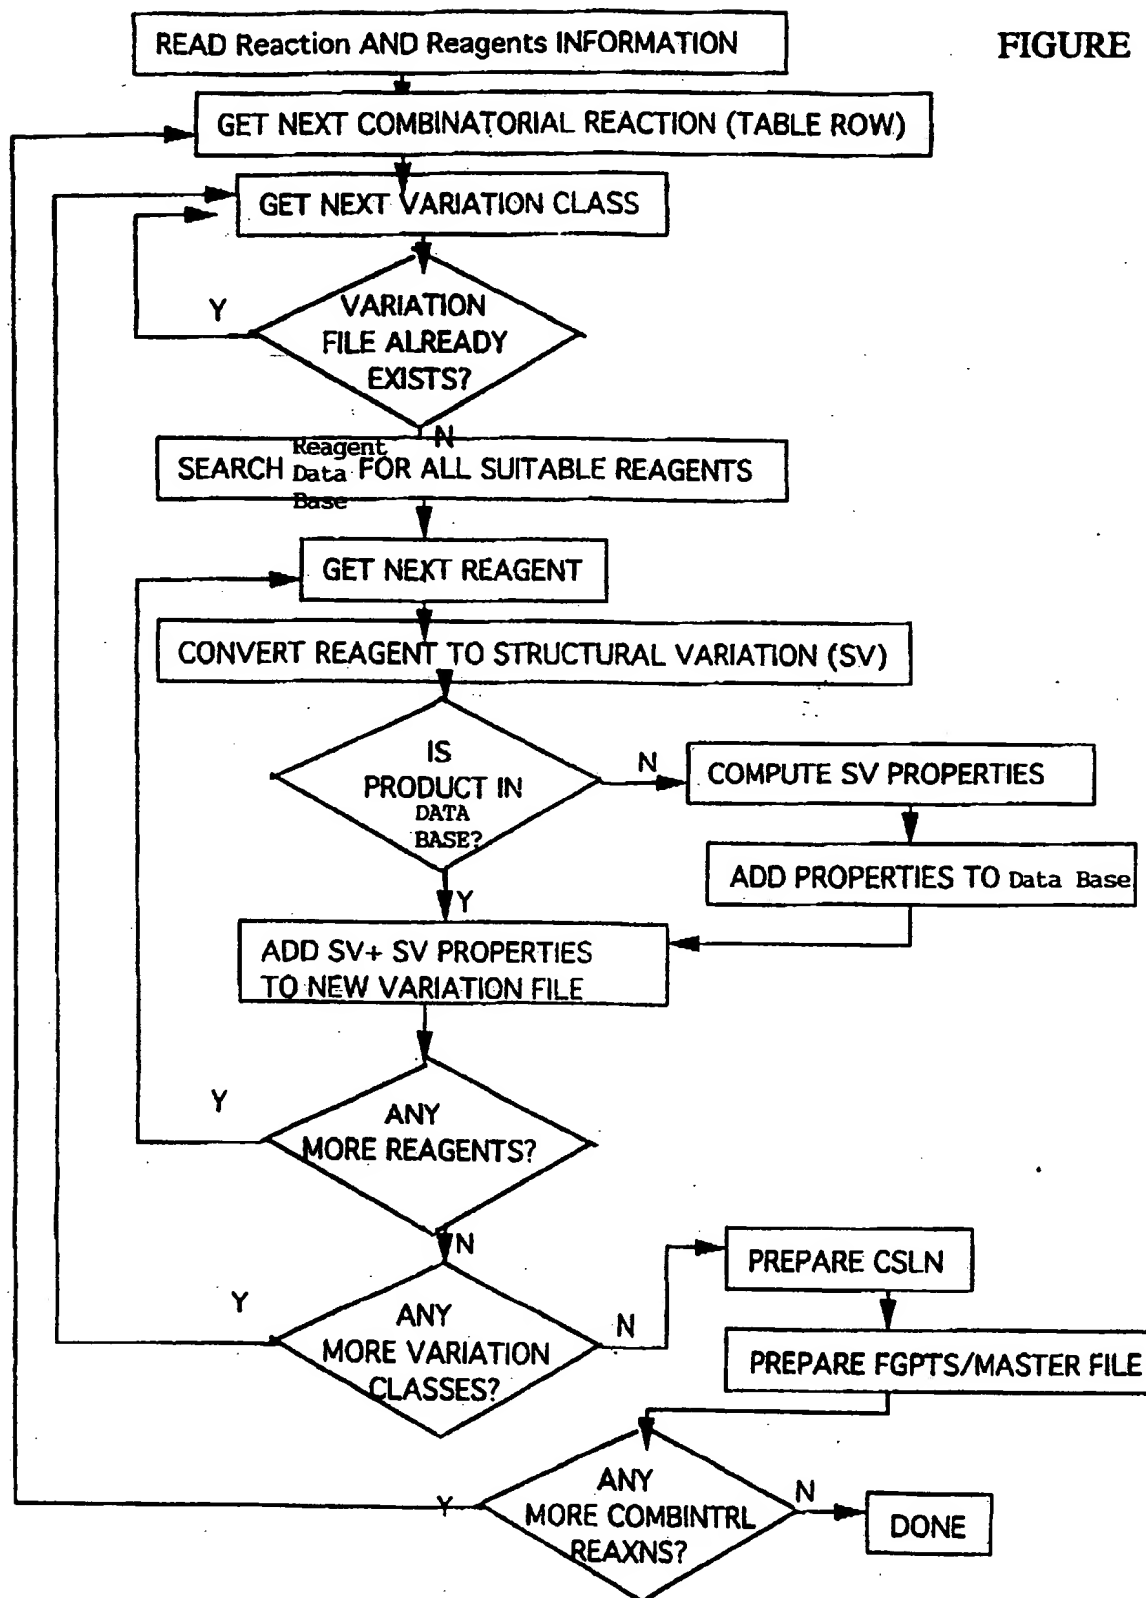 READ Reaction AND Reagents INFORMATION
FIGURE
GET NEXT COMBINATORIAL REACTION (TABLE ROW)
GET NEXT VARIATION CLASS
Y
VARIATION
FILE ALREADY
EXISTS?
N
SEARCH Reagent Data Base FOR ALL SUITABLE REAGENTS
GET NEXT REAGENT
CONVERT REAGENT TO STRUCTURAL VARIATION (SV)
IS
PRODUCT IN
DATA
BASE?
N
COMPUTE SV PROPERTIES
ADD PROPERTIES TO Data Base
Y
ADD SV+ SV PROPERTIES
TO NEW VARIATION FILE
Y
ANY
MORE REAGENTS?
N
PREPARE CSLN
Y
ANY
MORE VARIATION
CLASSES?
N
PREPARE FGPTS/MASTER FILE
Y
ANY
MORE COMBINTRL
REAXNS?
N
DONE